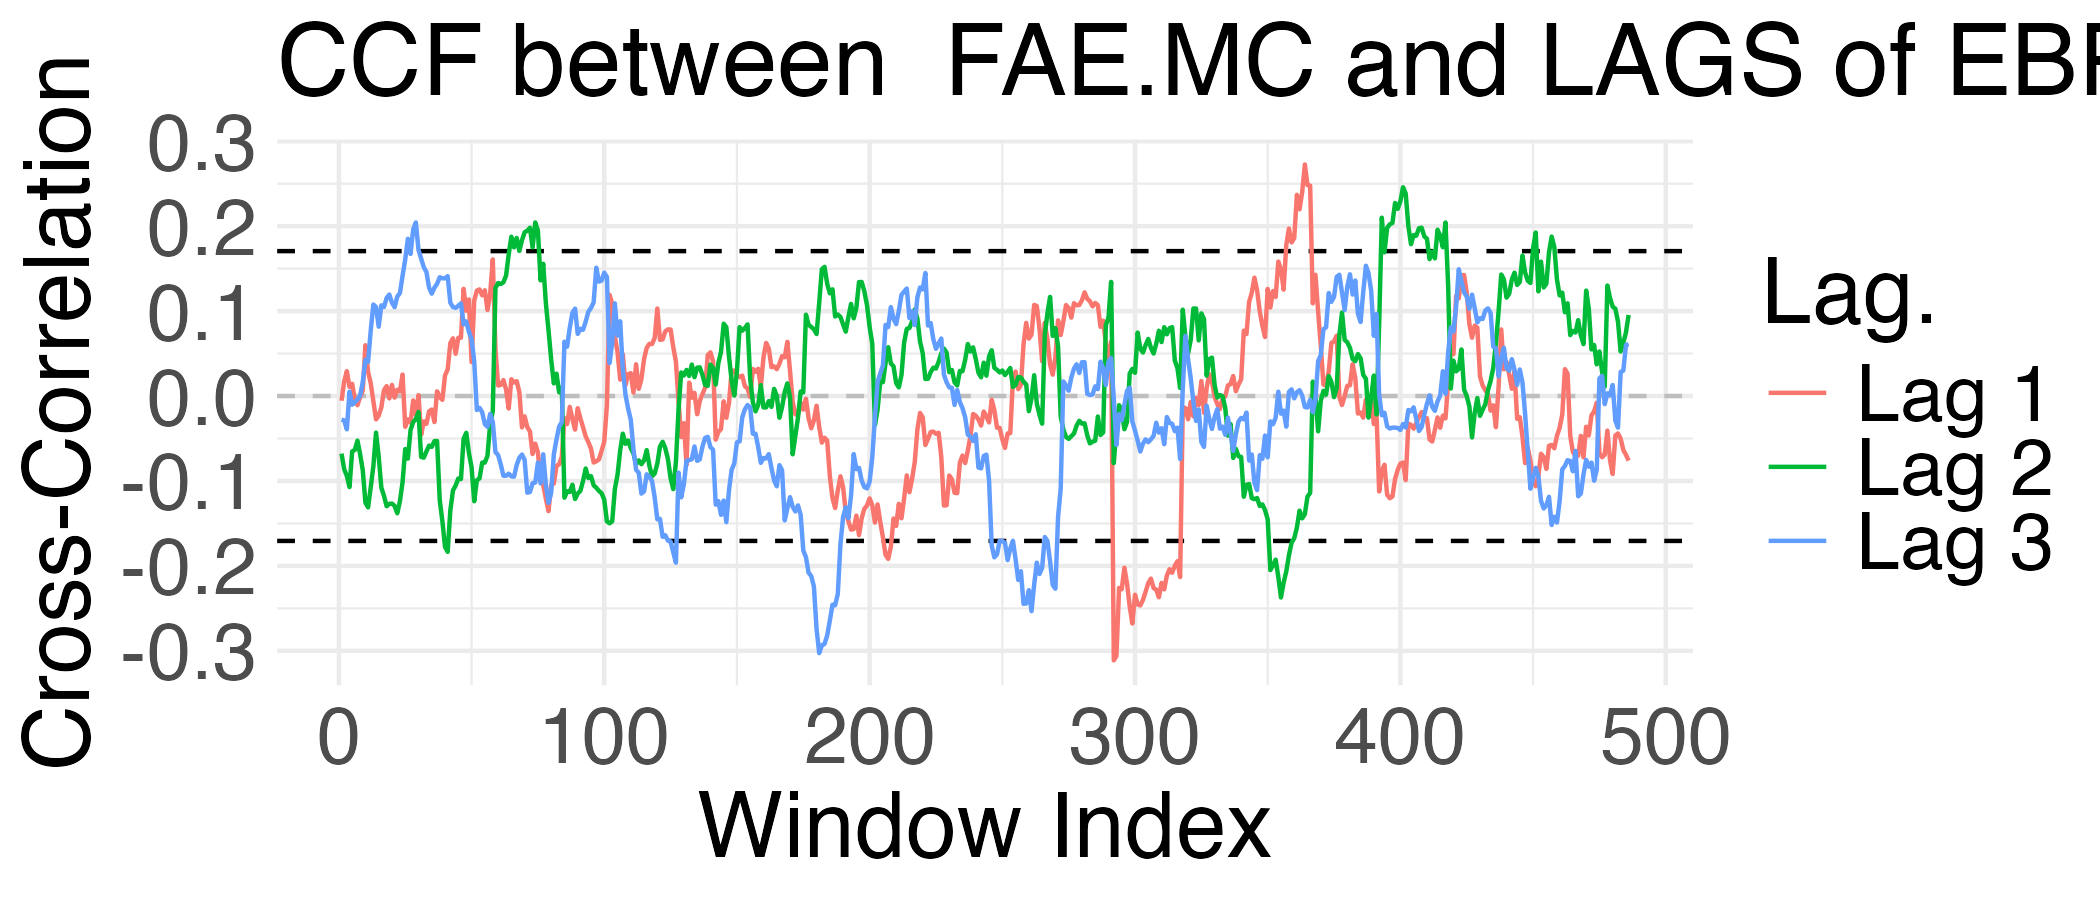 CCF between FAE.MC and LAGS of
Cross-Correlation
0.3
0.2
0.1
0.0
-0.1
-0.2
-0.3
0 100 200 300 400 500
Window Index
Lag.
Lag 1
Lag 2
Lag 3